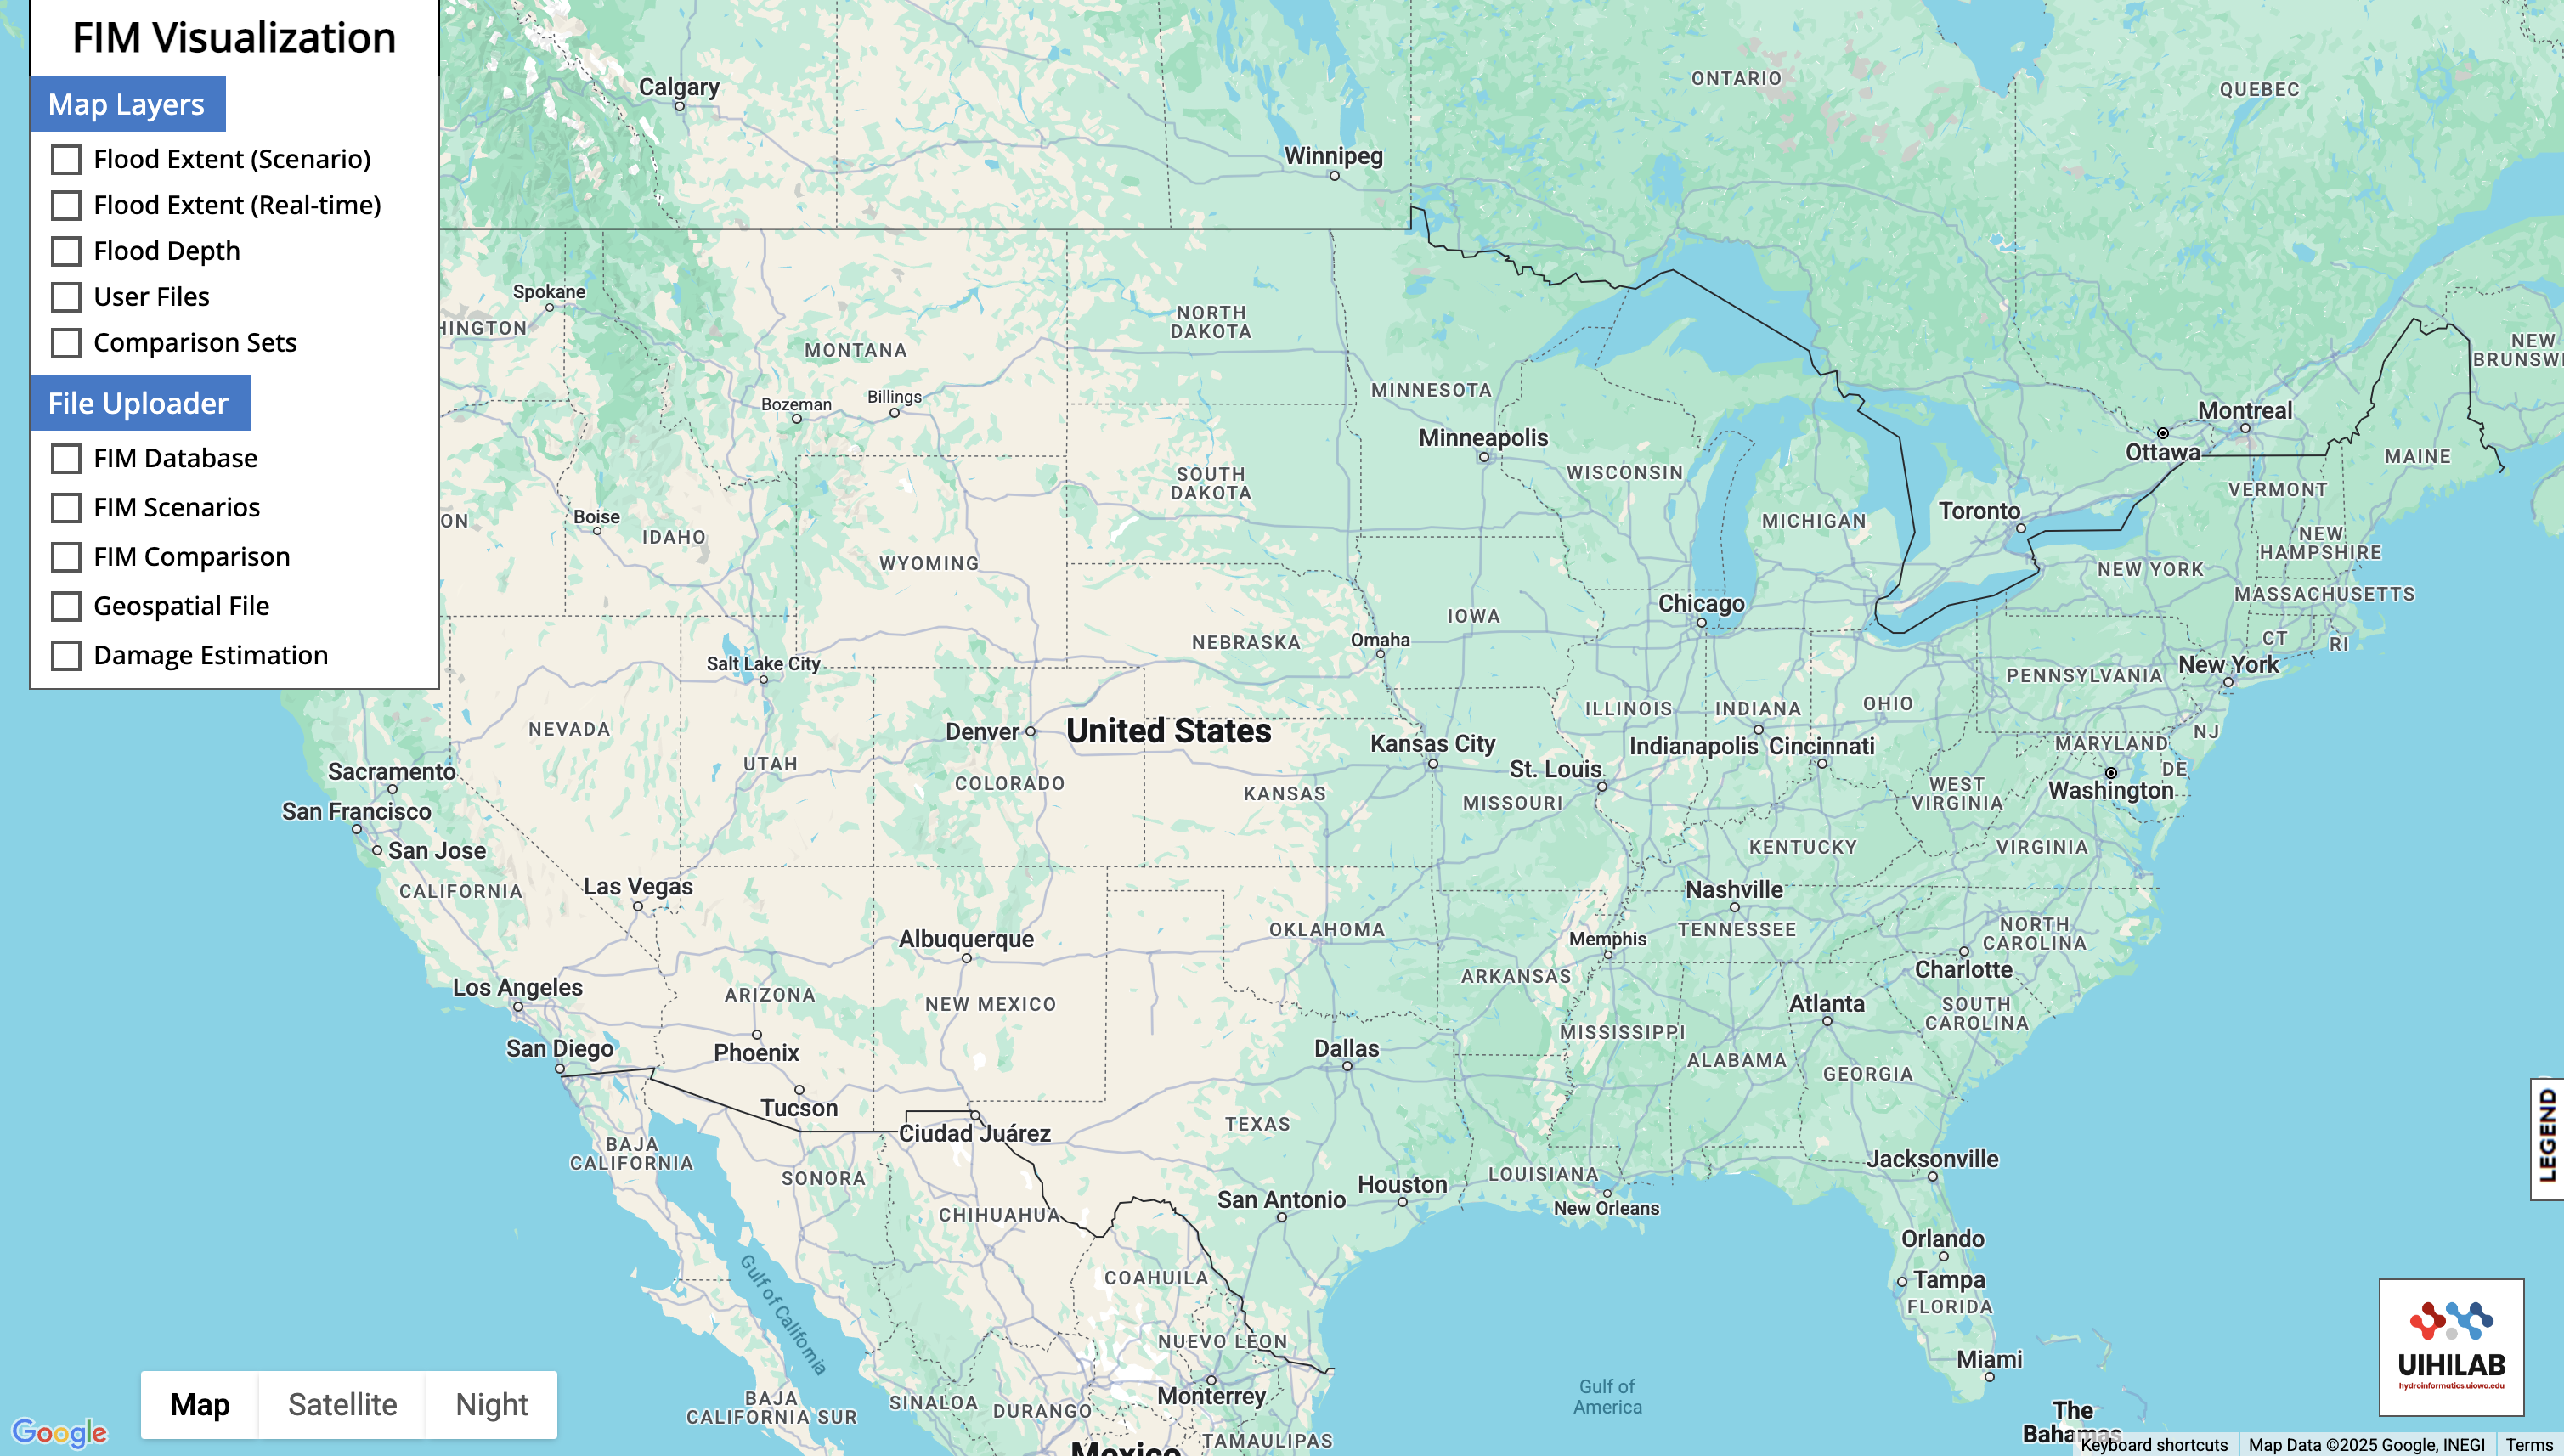 FIM Visualization
Map Layers
Flood Extent (Scenario)
Flood Extent (Real-time)
Flood Depth
User Files
Comparison Sets
File Uploader
FIM Database
FIM Scenarios
FIM Comparison
Geospatial File
Damage Estimation
Calgary
Winnipeg
ONTARIO
QUEBEC
Spokane
HINGTON
MONTANA
NORTH
DAKOTA
NEW
BRUNSWI
Bozeman
Billings
MINNESOTA
Minneapolis
Montreal
Ottawa
MAINE
WISCONSIN
SOUTH
DAKOTA
VERMONT
ON
Boise
IDAHO
WYOMING
MICHIGAN
Toronto
NEW
HAMPSHIRE
NEW YORK
MASSACHUSETTS
IOWA
Chicago
CT
RI
NEBRASKA
Omaha
Salt Lake City
PENNSYLVANIA
New York
NEVADA
Denver
United States
ILLINOIS
INDIANA
OHIO
NJ
Kansas City
Indianapolis
Cincinnati
MARYLAND
UTAH
COLORADO
KANSAS
St. Louis
MISSOURI
WEST
VIRGINIA
DE
Washington
Sacramento
San Francisco
San Jose
KENTUCKY
VIRGINIA
CALIFORNIA
Las Vegas
Nashville
TENNESSEE
Albuquerque
OKLAHOMA
Memphis
NORTH
CAROLINA
Charlotte
Los Angeles
ARIZONA
NEW MEXICO
ARKANSAS
Atlanta
SOUTH
CAROLINA
San Diego
Phoenix
Dallas
MISSISSIPPI
ALABAMA
GEORGIA
Tucson
Ciudad Juárez
TEXAS
LEGEND
BAJA
CALIFORNIA
SONORA
LOUISIANA
Jacksonville
CHIHUAHUA
San Antonio
Houston
New Orleans
Orlando
Gulf of California
COAHUILA
Tampa
FLORIDA
NUEVO LEON
Miami
UIHILAB
hydroinformatics.uiowa.edu
Map
Satellite
Night
BAJA
CALIFORNIA SUR
SINALOA
DURANGO
Monterrey
Gulf of
America
The
Bahamas
Google
Mexico
TAMAULIPAS
Keyboard shortcuts
Map Data ©2025 Google, INEGI
Terms